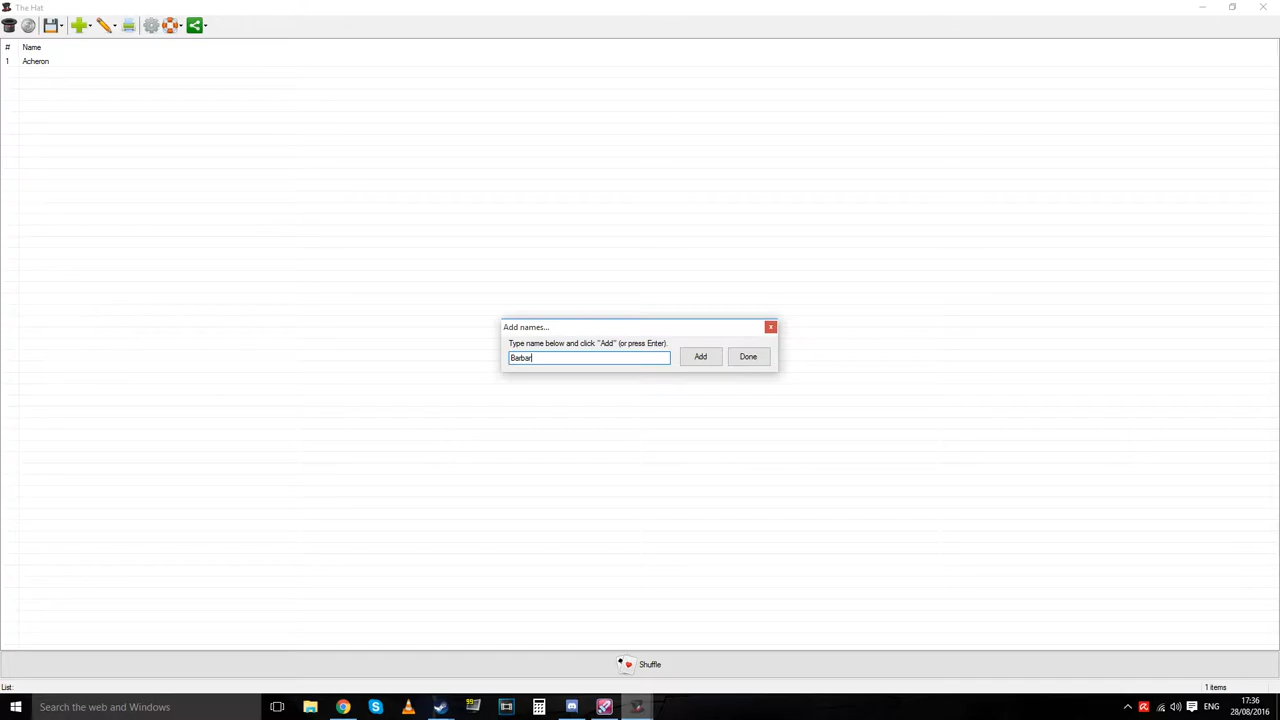 The Hat
# Name
1 Acheron
Add names...
x
Type name below and click "Add" (or press Enter).
Barbar
Add
Done
Shuffle
List:
1 items
Search the web and Windows
99
ENG
17:36
28/08/2016